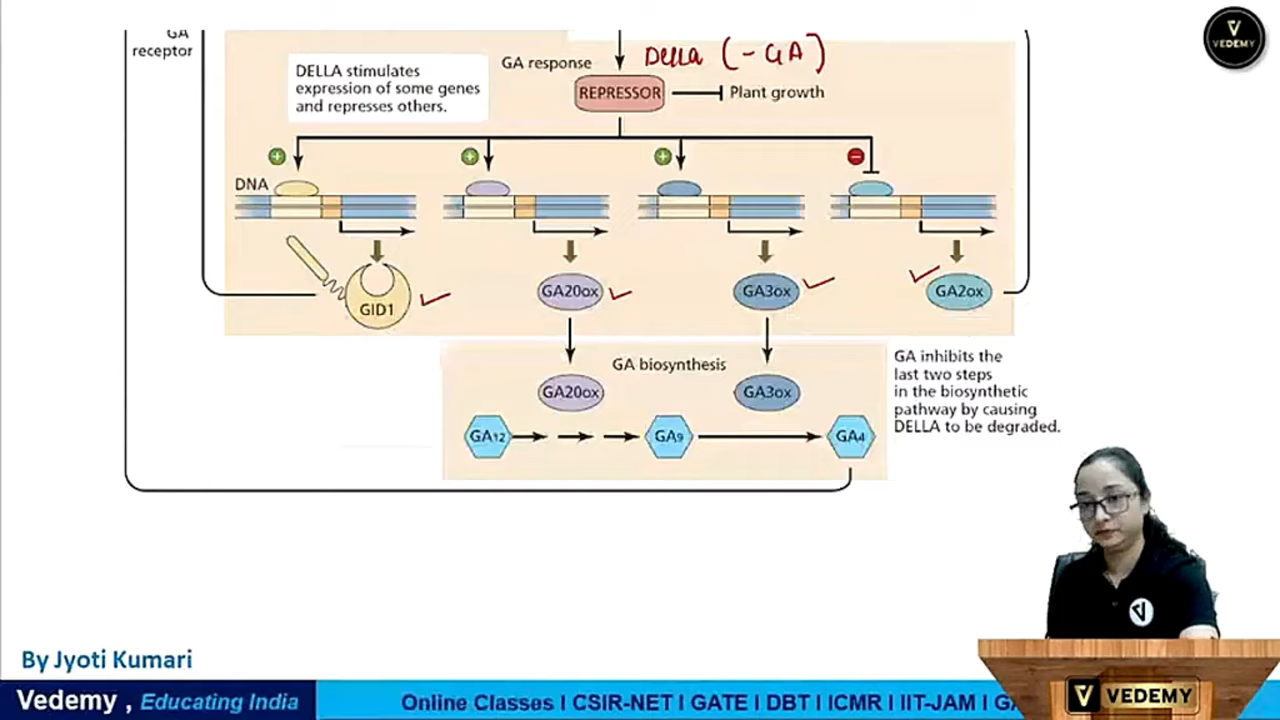 GA
receptor
DELLA stimulates
expression of some genes
and represses others.
GA response
Della (-GA)
REPRESSOR
Plant growth
+
+
+
−
DNA
GID1
GA20ox
GA3ox
GA2ox
GA biosynthesis
GA20ox
GA3ox
GA12
GA9
GA4
GA inhibits the
last two steps
in the biosynthetic
pathway by causing
DELLA to be degraded.
V
VEDEMY
By Jyoti Kumari
Vedemy , Educating India
Online Classes I CSIR-NET I GATE I DBT I ICMR I IIT-JAM I GA
V VEDEMY